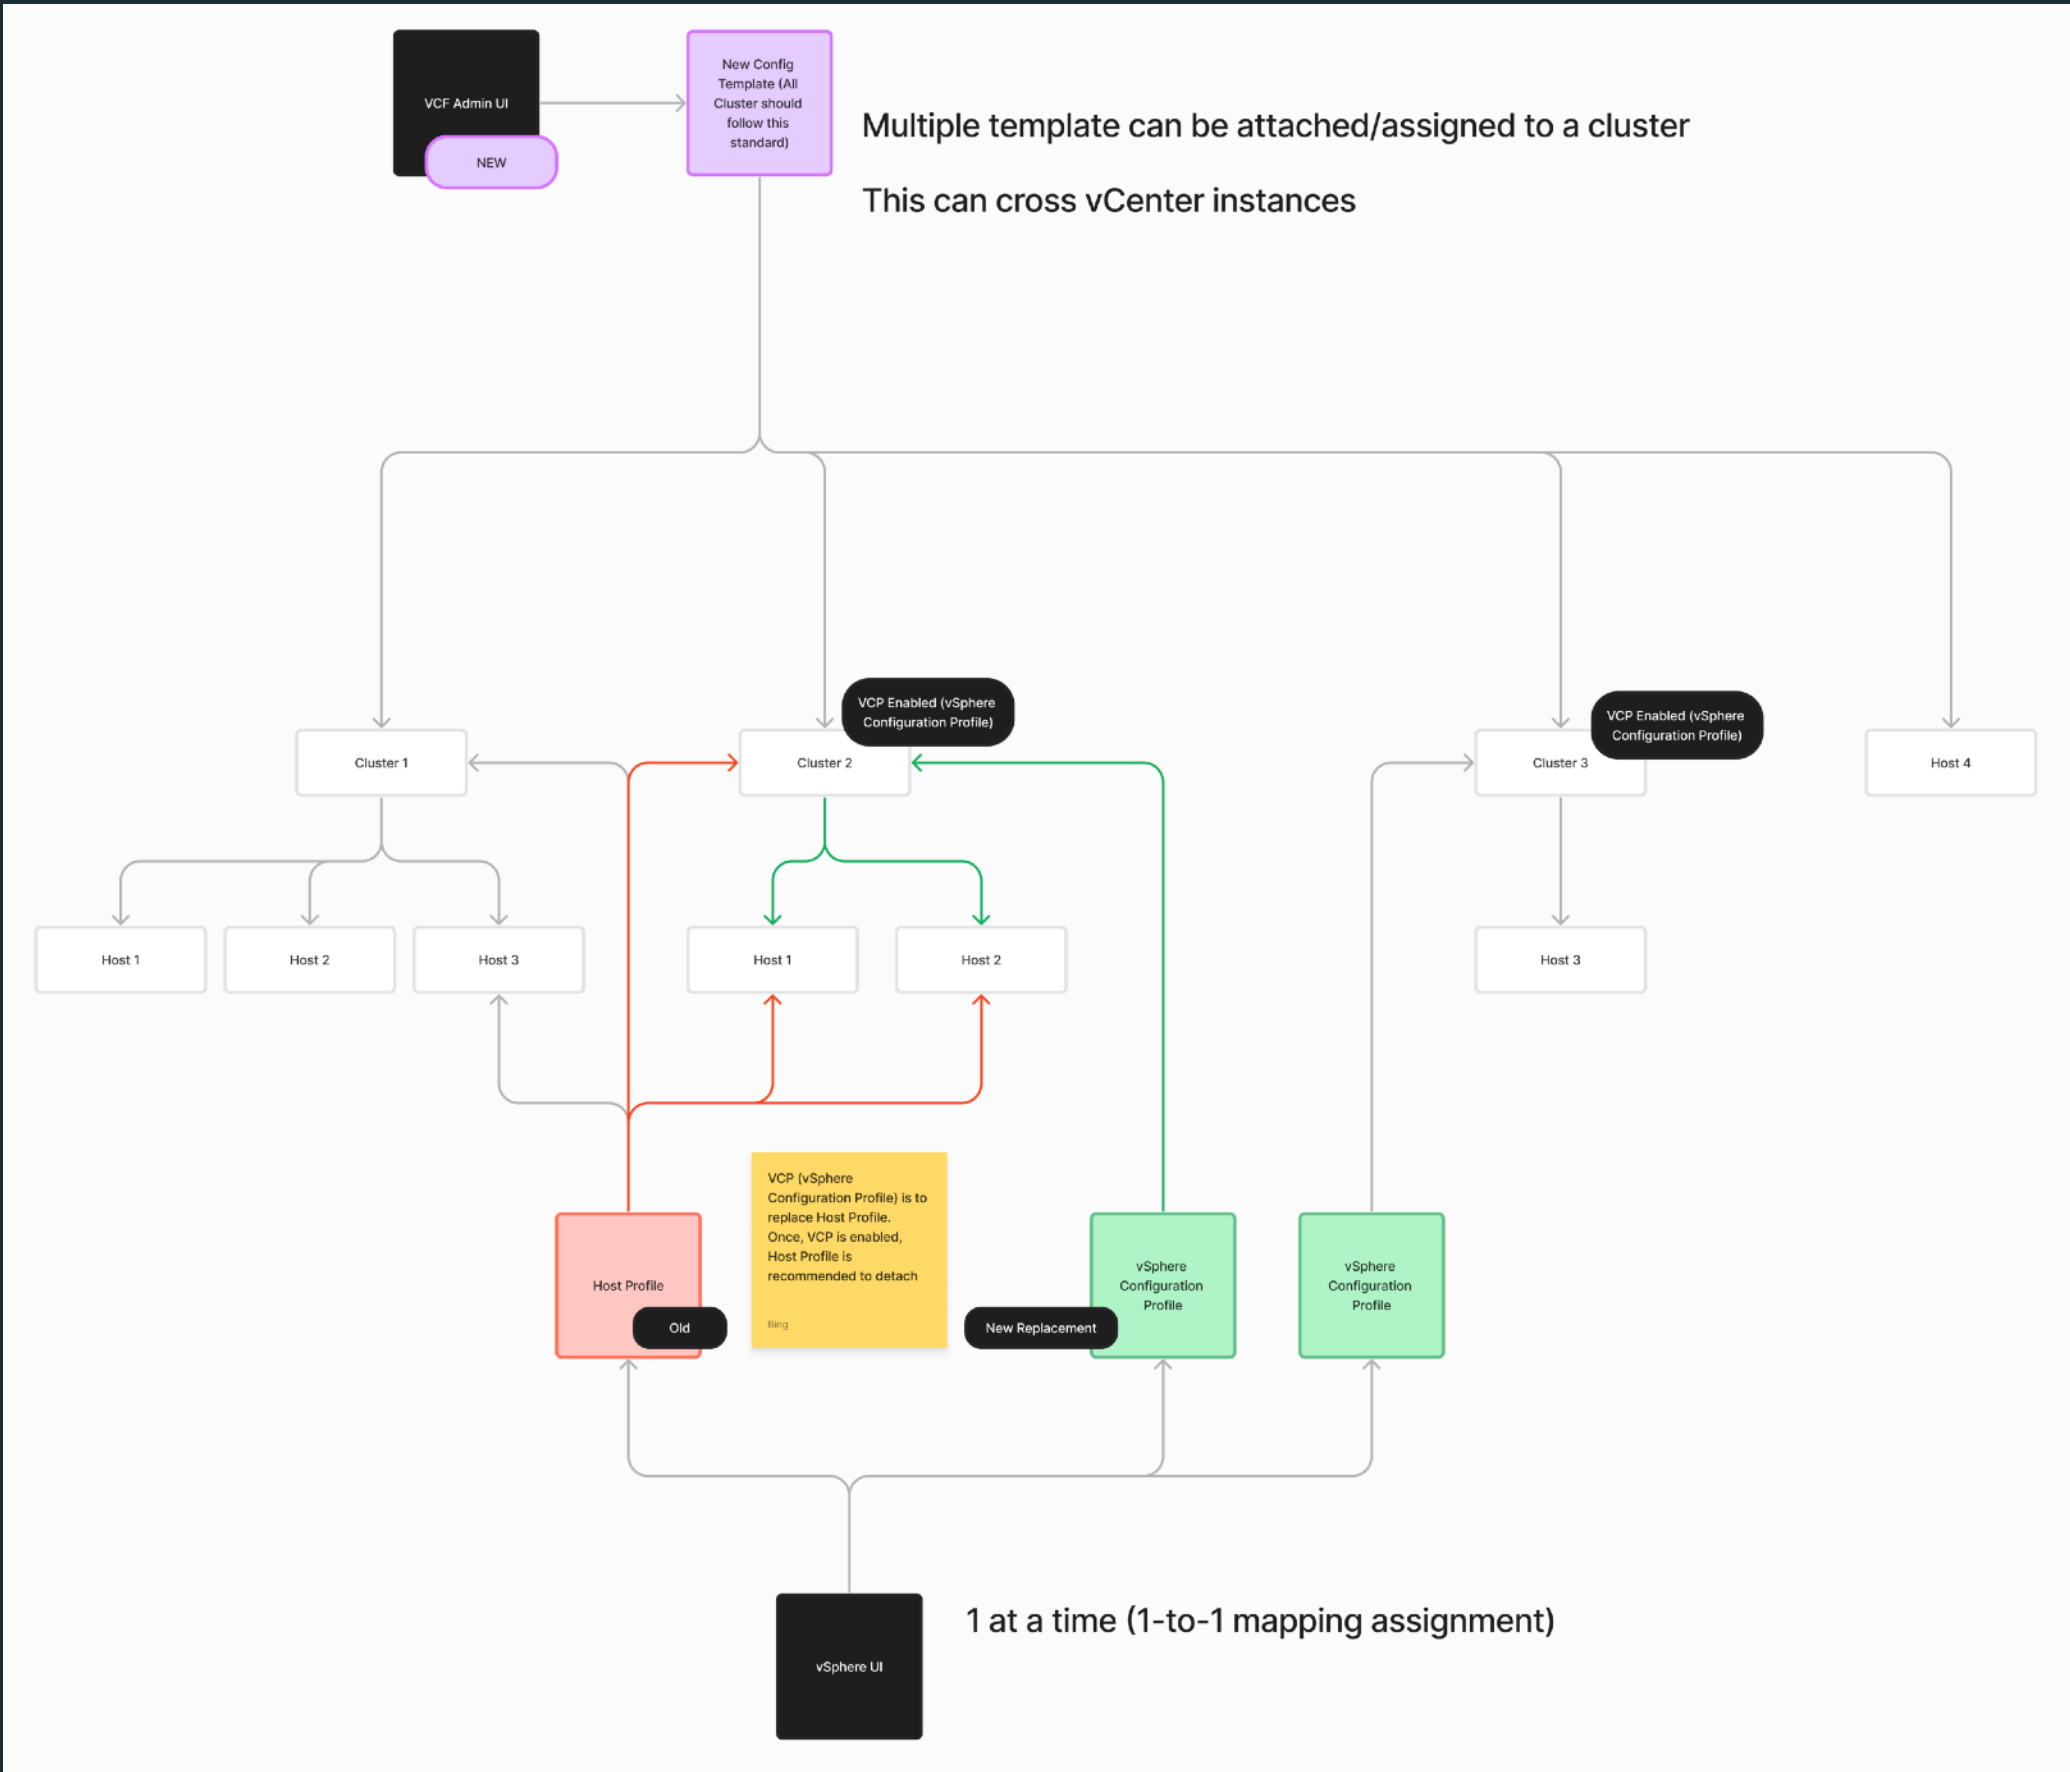 VCF Admin UI
NEW
New Config
Template (All
Cluster should
follow this
standard)
Multiple template can be attached/assigned to a cluster
This can cross vCenter instances
VCP Enabled (vSphere
Configuration Profile)
VCP Enabled (vSphere
Configuration Profile)
Cluster 1
Cluster 2
Cluster 3
Host 4
Host 1
Host 2
Host 3
Host 1
Host 2
Host 3
Host Profile
Old
VCP (vSphere
Configuration Profile) is to
replace Host Profile.
Once, VCP is enabled,
Host Profile is
recommended to detach
Bing
New Replacement
vSphere
Configuration
Profile
vSphere
Configuration
Profile
vSphere UI
1 at a time (1-to-1 mapping assignment)